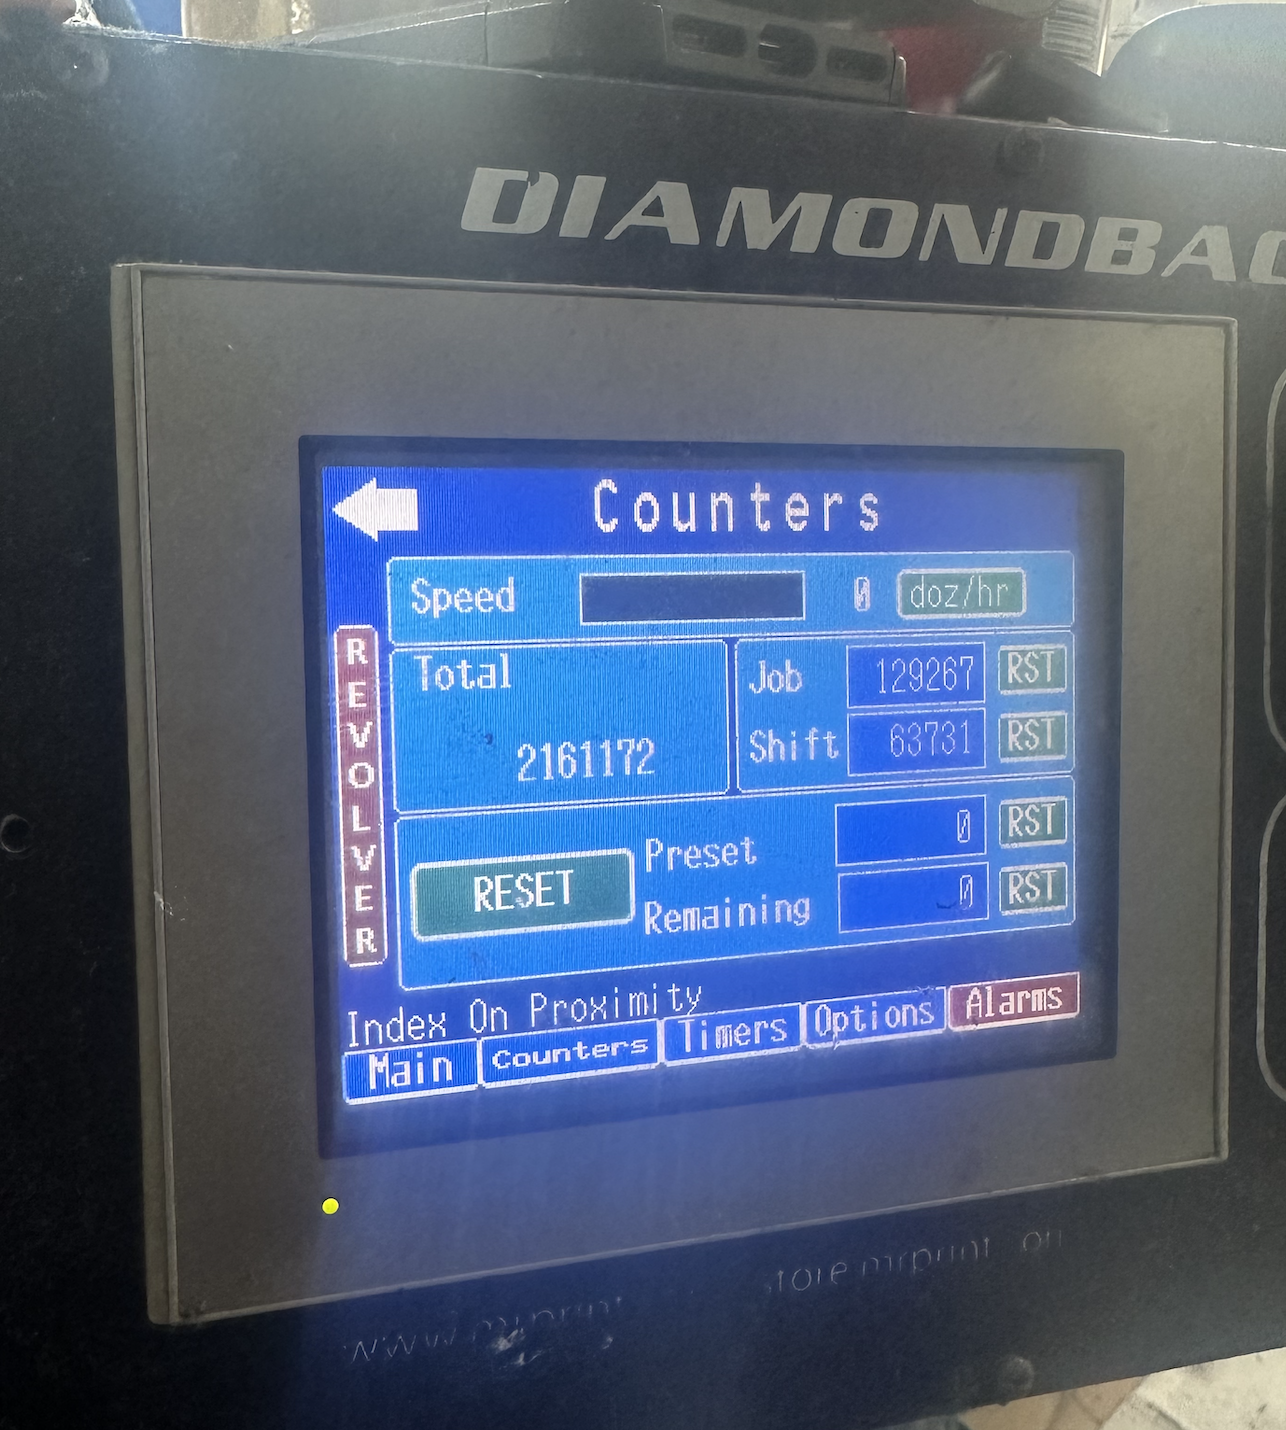 DIAMONDBAC
Counters
Speed 0 doz/hr
REVOLVER
Total
2161172
Job 129267 RST
Shift 63731 RST
RESET
Preset 0 RST
Remaining 0 RST
Index On Proximity
Main Counters Timers Options Alarms
www